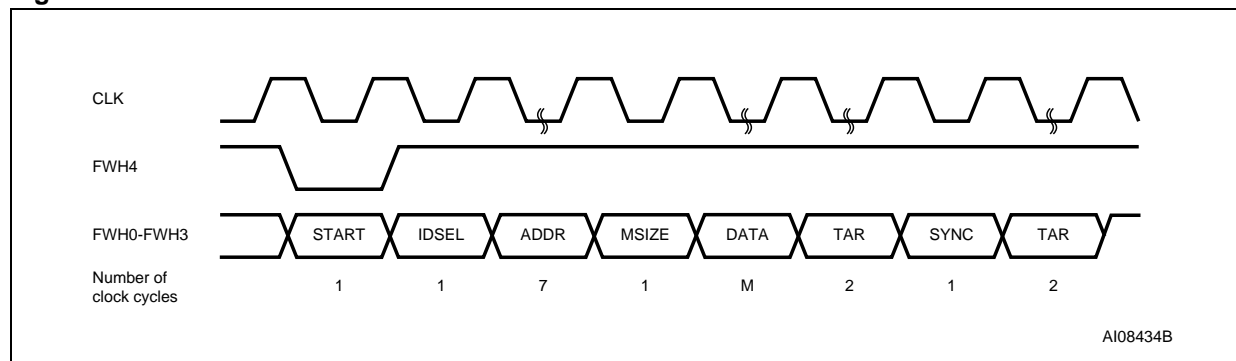 CLK
FWH4
FWH0-FWH3 START IDSEL ADDR MSIZE DATA TAR SYNC TAR
Number of
clock cycles
1 1 7 1 M 2 1 2
AI08434B